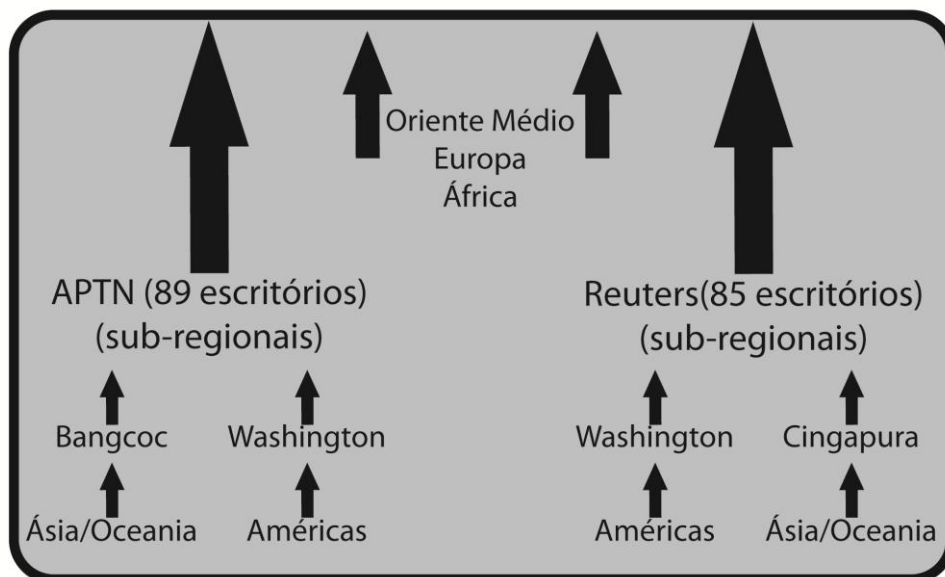 Oriente Médio
Europa
África
APTN (89 escritórios)
(sub-regionais)
Reuters(85 escritórios)
(sub-regionais)
Bangcoc
Washington
Washington
Cingapura
Ásia/Oceania
Américas
Américas
Ásia/Oceania